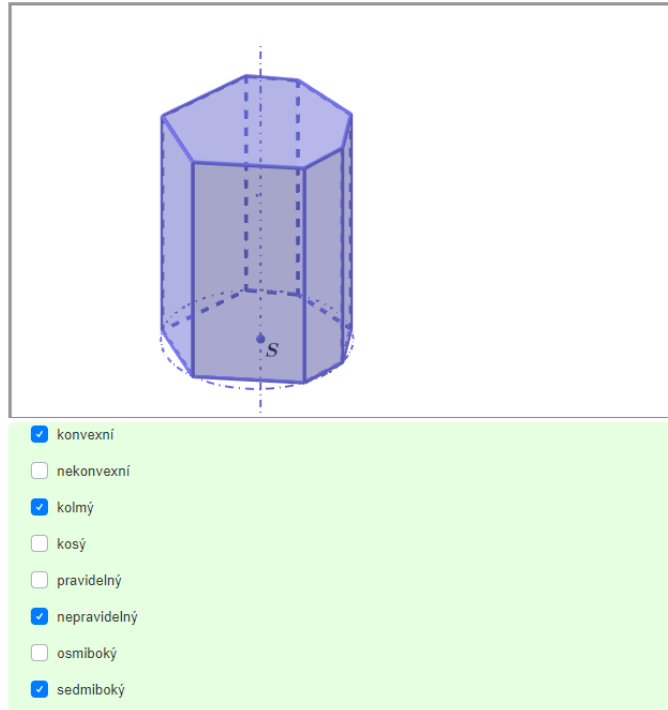 S
konvexní
nekonvexní
kolmý
kosý
pravidelný
nepravidelný
osmiboký
sedmiboký